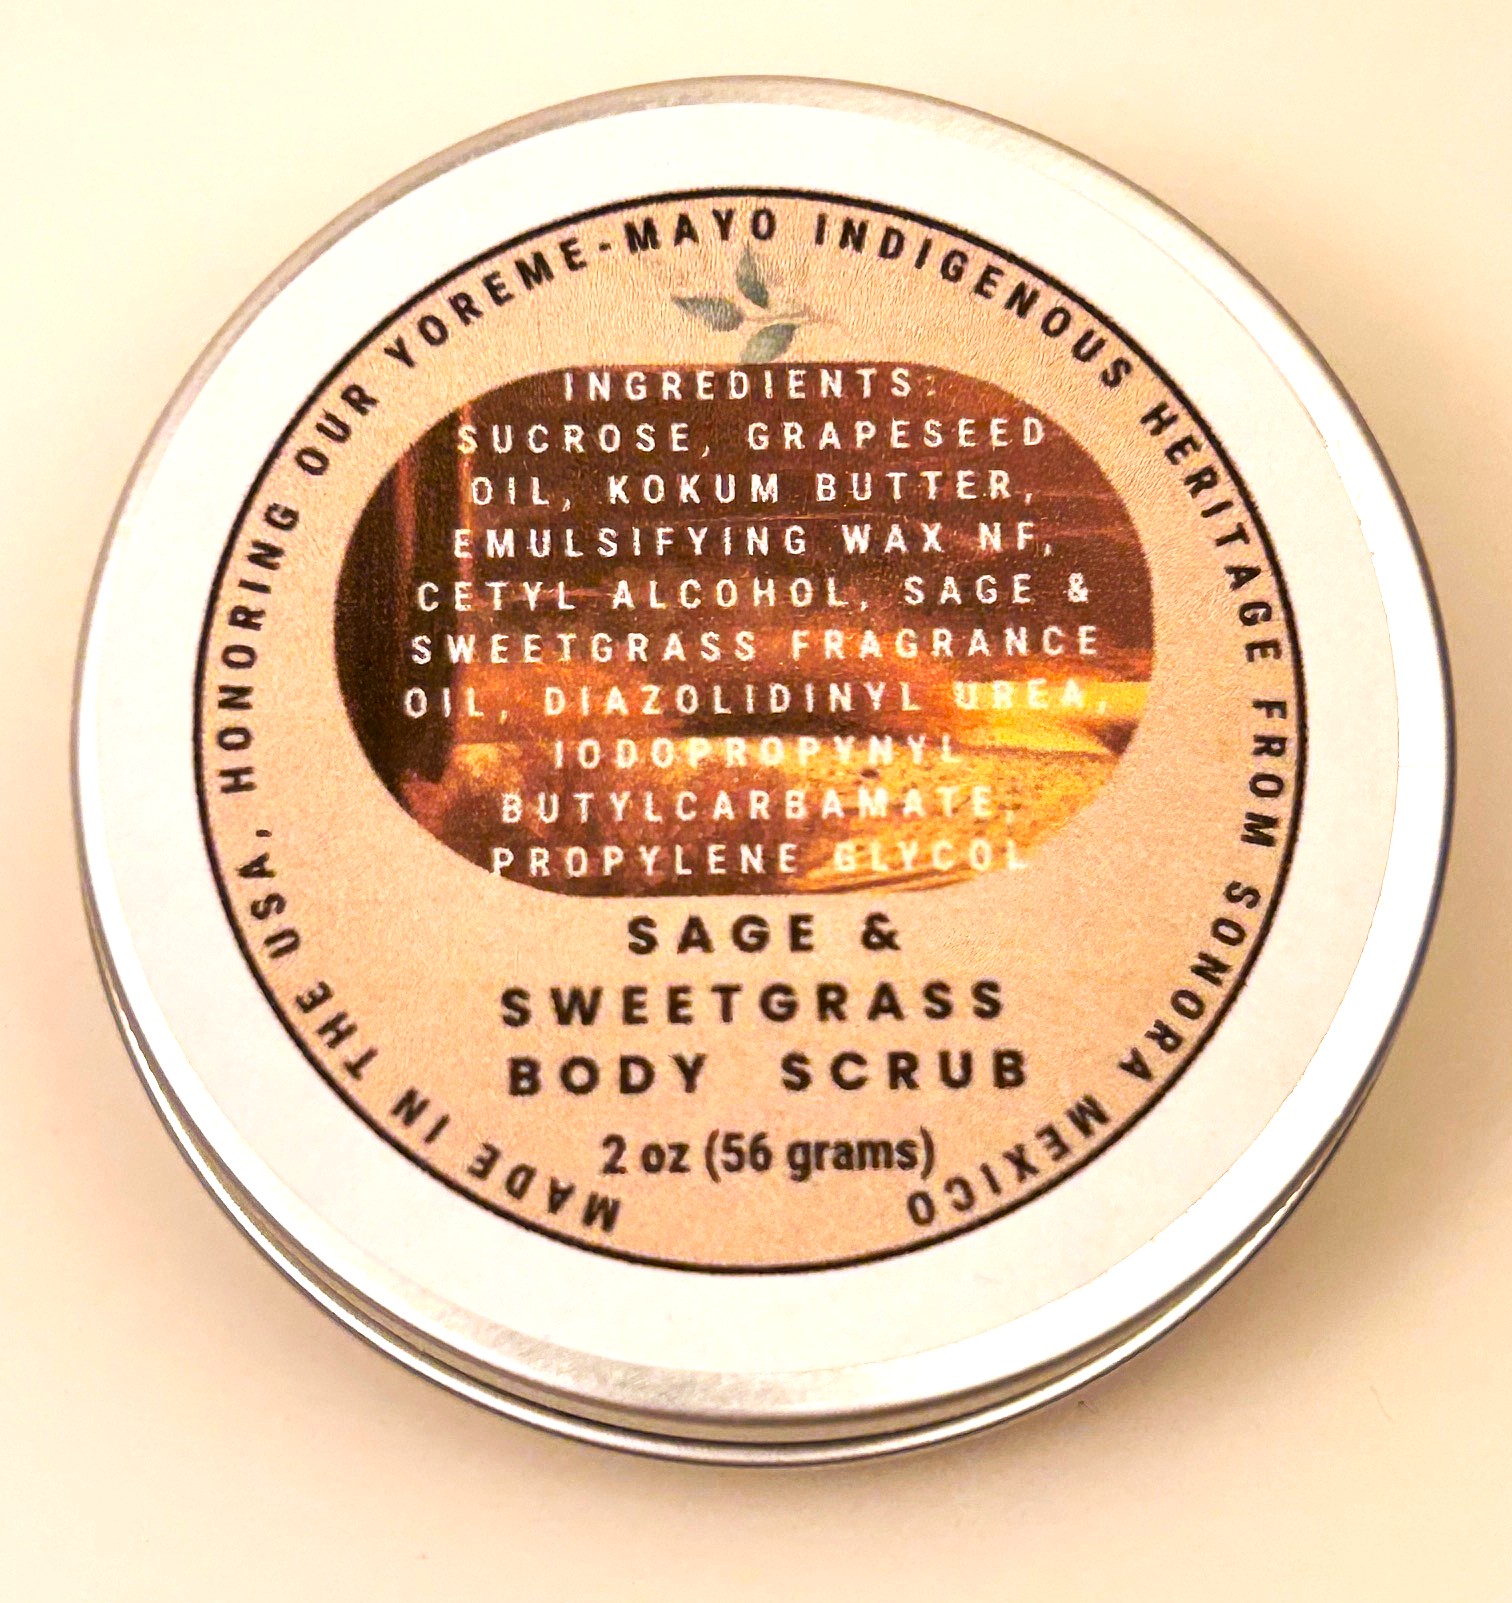 MADE IN THE USA, HONORING OUR YOREME-MAYO INDIGENOUS HERITAGE FROM SONORA MEXICO
INGREDIENTS:
SUCROSE, GRAPESEED
OIL, KOKUM BUTTER,
EMULSIFYING WAX NF,
CETYL ALCOHOL, SAGE &
SWEETGRASS FRAGRANCE
OIL, DIAZOLIDINYL UREA,
IODOPROPYNYL
BUTYLCARBAMATE,
PROPYLENE GLYCOL
SAGE &
SWEETGRASS
BODY SCRUB
2 oz (56 grams)